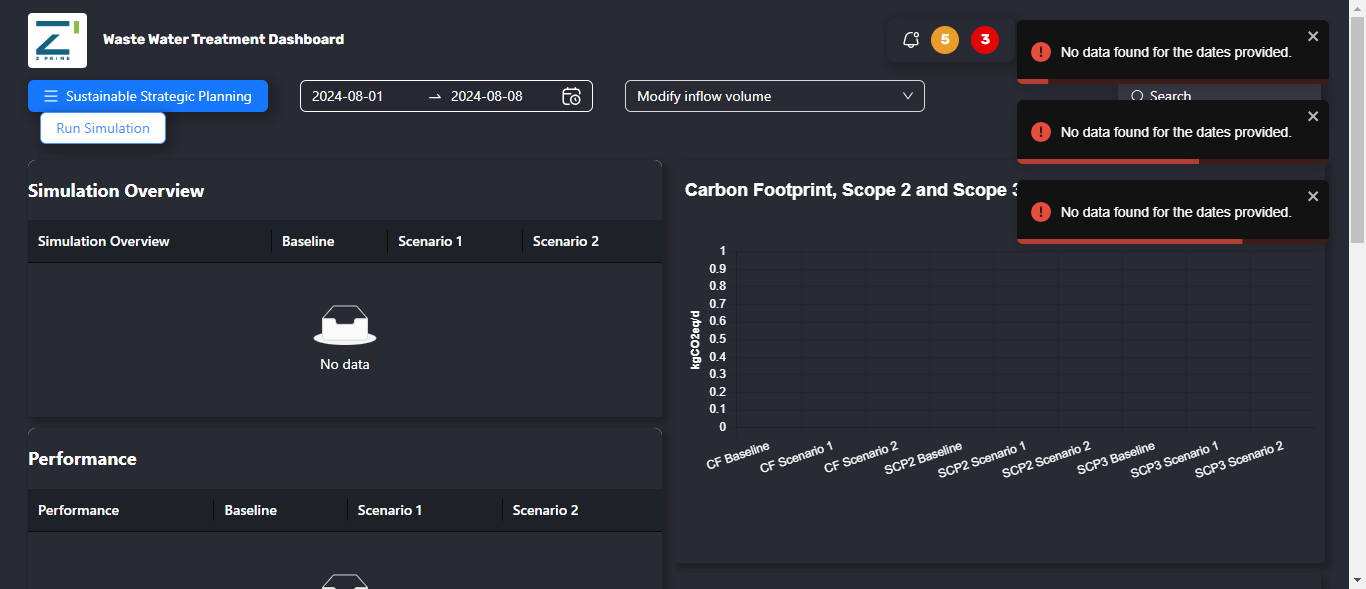 Z PRIME
Waste Water Treatment Dashboard
5
3
No data found for the dates provided.
Sustainable Strategic Planning
2024-08-01
2024-08-08
Modify inflow volume
Search
Run Simulation
No data found for the dates provided.
No data found for the dates provided.
Simulation Overview
Simulation Overview Baseline Scenario 1 Scenario 2
No data
Performance
Performance Baseline Scenario 1 Scenario 2
Carbon Footprint, Scope 2 and Scope 3
kgCO2eq/d
1
0.9
0.8
0.7
0.6
0.5
0.4
0.3
0.2
0.1
0
CF Baseline
CF Scenario 1
CF Scenario 2
SCP2 Baseline
SCP2 Scenario 1
SCP2 Scenario 2
SCP3 Baseline
SCP3 Scenario 1
SCP3 Scenario 2